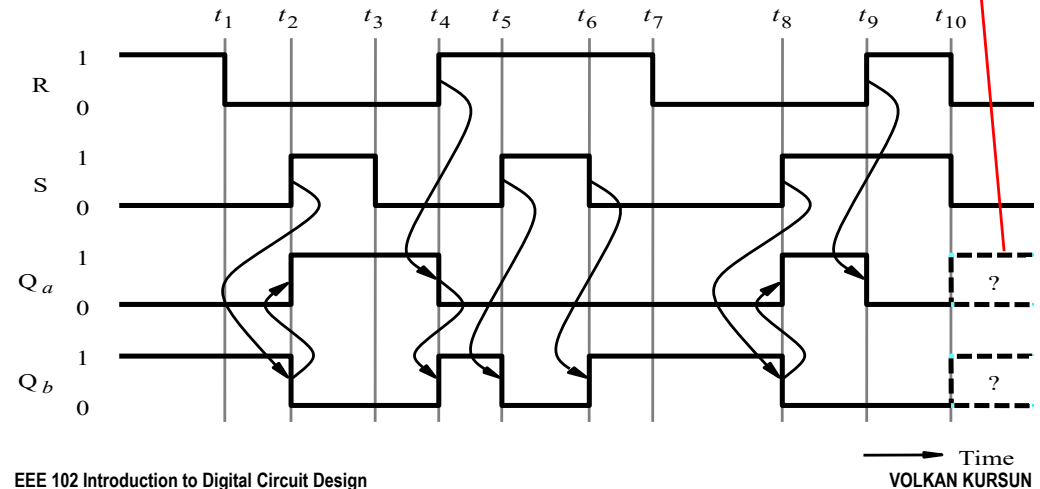 t1 t2 t3 t4 t5 t6 t7 t8 t9 t10
1
R
0
1
S
0
1
Qa ?
0
1
Qb ?
0
Time
EEE 102 Introduction to Digital Circuit Design VOLKAN KURSUN